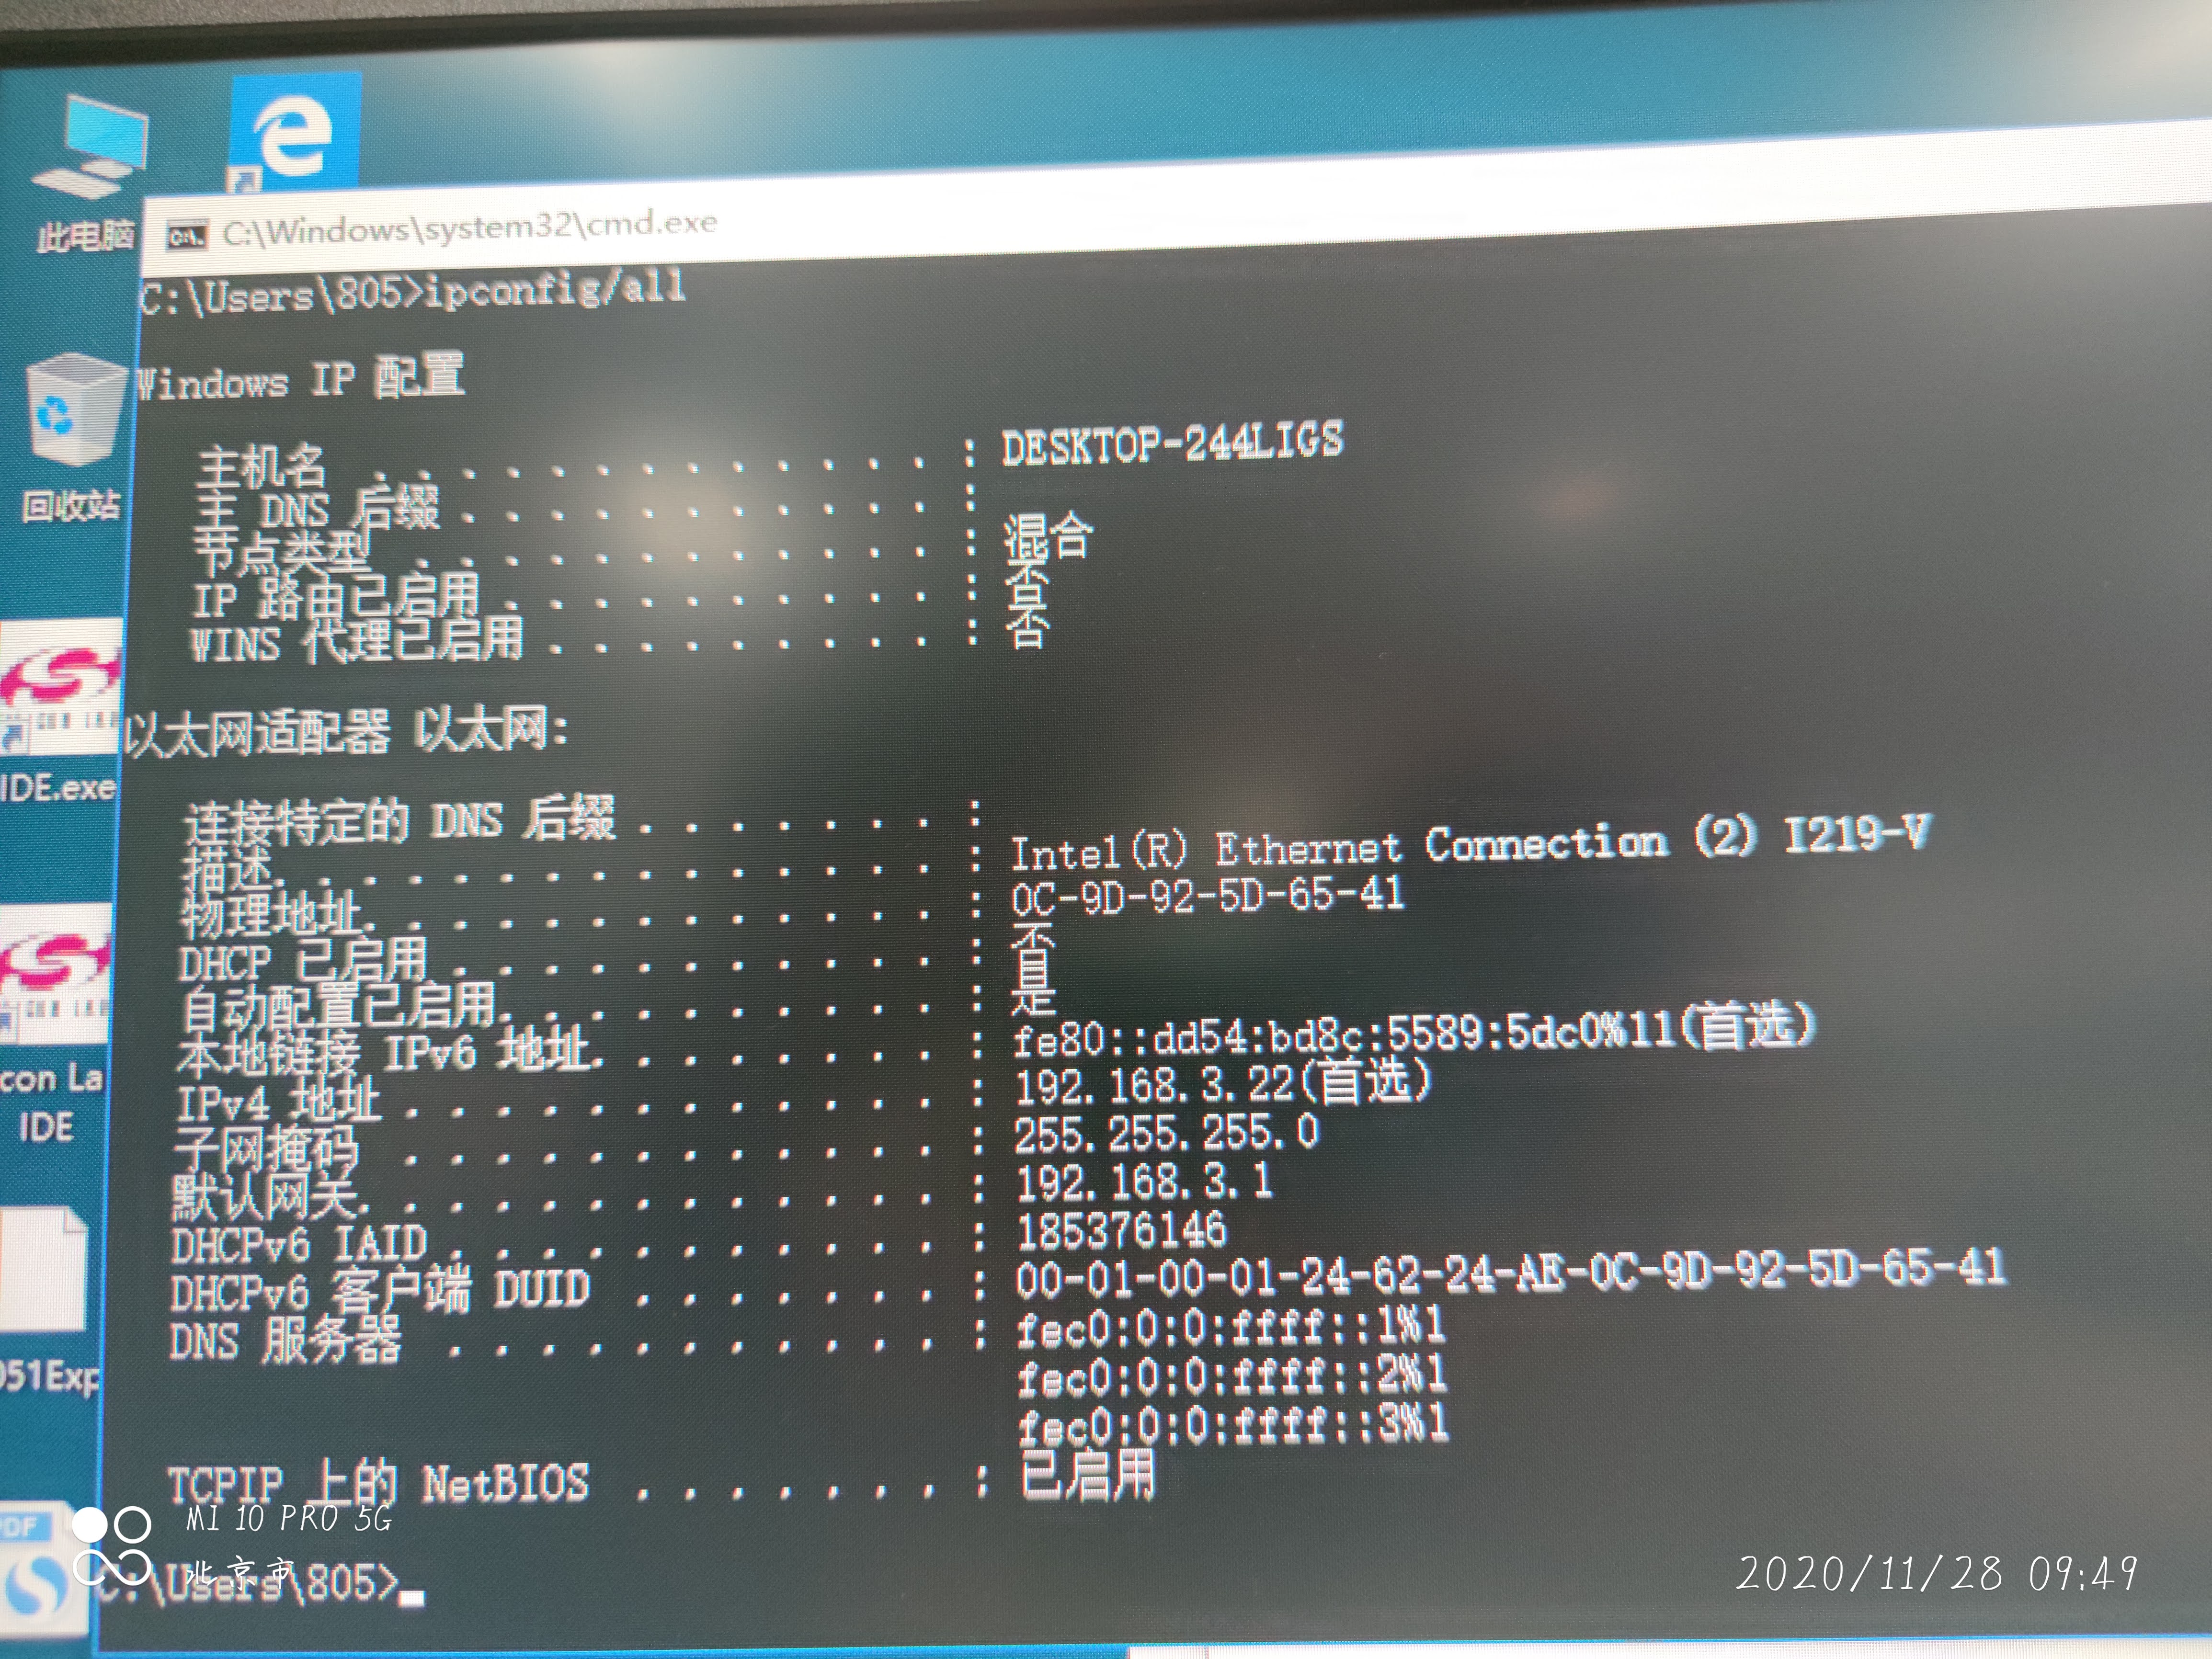 此电脑
C:\Windows\system32\cmd.exe
C:\Users\805>ipconfig/all
回收站
Windows IP 配置
主机名 . . . . . . . . . . . . . : DESKTOP-244LIGS
主 DNS 后缀 . . . . . . . . . . . :
节点类型 . . . . . . . . . . . . : 混合
IP 路由已启用 . . . . . . . . . . : 否
WINS 代理已启用 . . . . . . . . . : 否
以太网适配器 以太网:
IDE.exe
连接特定的 DNS 后缀 . . . . . . . :
描述. . . . . . . . . . . . . . . : Intel(R) Ethernet Connection (2) I219-V
物理地址. . . . . . . . . . . . . : 0C-9D-92-5D-65-41
DHCP 已启用 . . . . . . . . . . . : 否
自动配置已启用. . . . . . . . . . : 是
本地链接 IPv6 地址. . . . . . . . : fe80::dd54:bd8c:5589:5dc0%11(首选)
IPv4 地址 . . . . . . . . . . . . : 192.168.3.22(首选)
子网掩码 . . . . . . . . . . . . : 255.255.255.0
默认网关. . . . . . . . . . . . . : 192.168.3.1
DHCPv6 IAID . . . . . . . . . . . : 185376146
DHCPv6 客户端 DUID . . . . . . . : 00-01-00-01-24-62-24-AE-0C-9D-92-5D-65-41
DNS 服务器 . . . . . . . . . . . : fec0:0:0:ffff::1%1
fec0:0:0:ffff::2%1
fec0:0:0:ffff::3%1
TCPIP 上的 NetBIOS . . . . . . . : 已启用
con La
IDE
051Exp
PDF
C:\Users\805>
MI 10 PRO 5G
北京市
2020/11/28 09:49